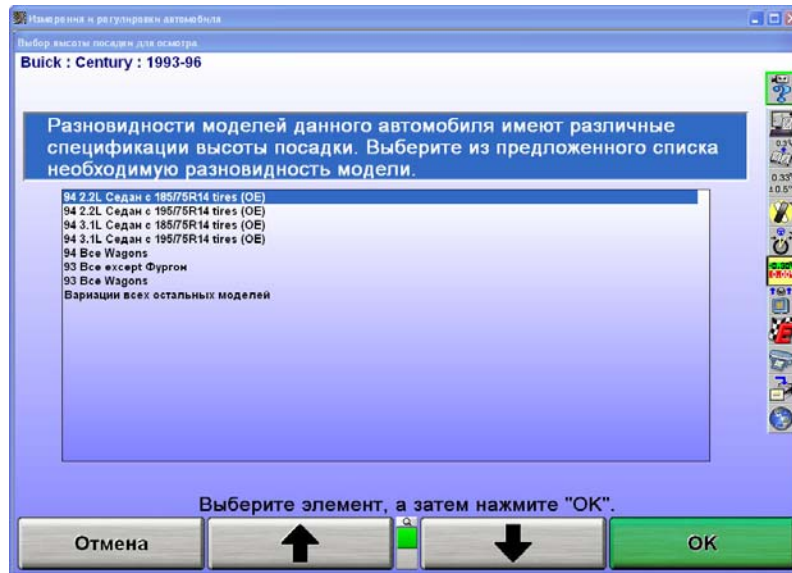 Измерения и регулировки автомобиля
Выбор высоты посадки для осмотра
Buick : Century : 1993-96
Разновидности моделей данного автомобиля имеют различные
спецификации высоты посадки. Выберите из предложенного списка
необходимую разновидность модели.
94 2.2L Седан с 185/75R14 tires (OE)
94 2.2L Седан с 195/75R14 tires (OE)
94 3.1L Седан с 185/75R14 tires (OE)
94 3.1L Седан с 195/75R14 tires (OE)
94 Все Wagons
93 Все except Фургон
93 Все Wagons
Вариации всех остальных моделей
0.33°
±0.5°
Выберите элемент, а затем нажмите "OK".
Отмена
OK